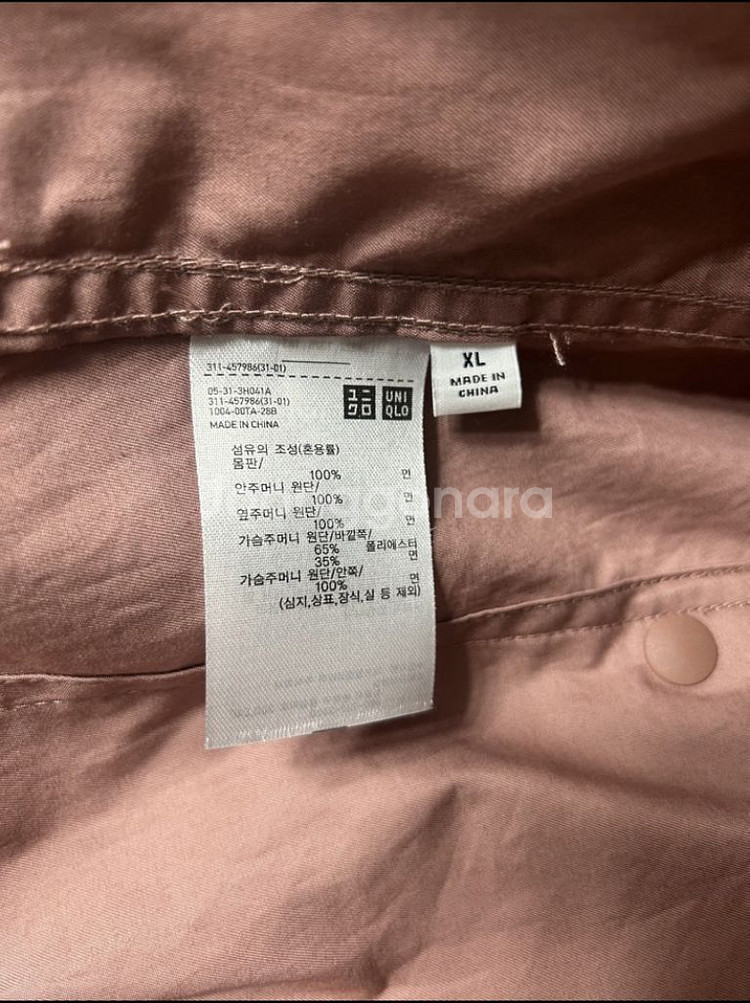 311-457986(31-01)
05-31-3H041A
311-457986(31-01)
1004-00TA-28B
MADE IN CHINA
ユニ
クロ
UNI
QLO
XL
MADE IN
CHINA
섬유의 조성(혼용률)
몸판/
100% 면
안주머니 원단/
100% 면
옆주머니 원단/
100% 면
가슴주머니 원단/바깥쪽/
65% 폴리에스터
35% 면
가슴주머니 원단/안쪽/
100% 면
(심지,상표,장식,실 등 제외)